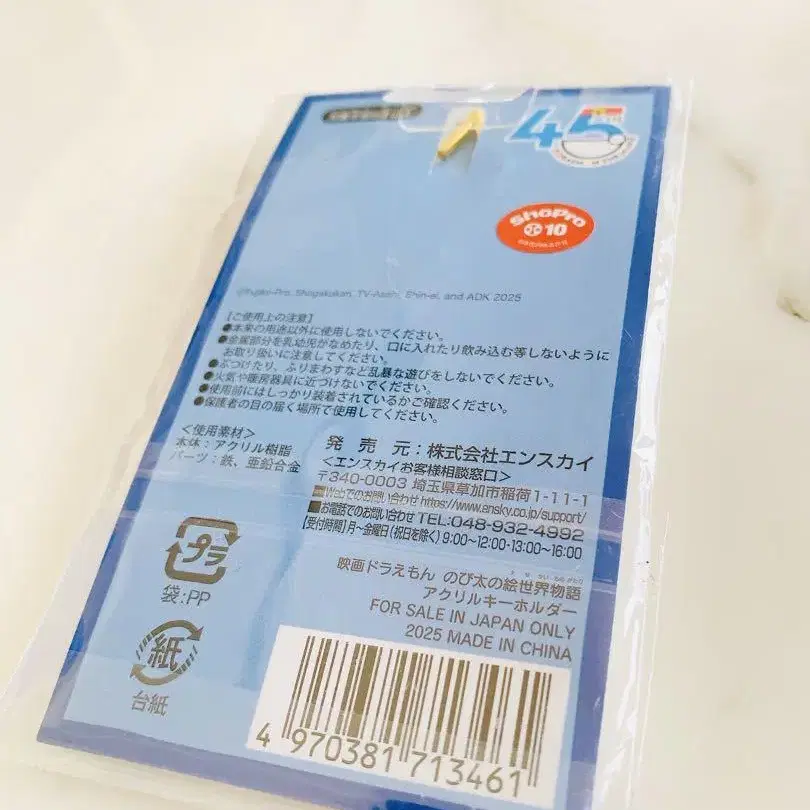 45
ShoPro
10
©Fujiko-Pro, Shogakukan, TV-Asahi, Shin-ei, and ADK 2025
【ご使用上の注意】
●本来の用途以外に使用しないでください。
●金属部分を乳幼児がなめたり、口に入れたり飲み込む等しないように
お取り扱いに注意してください。
●ぶつけたり、ふりまわすなど乱暴な遊びをしないでください。
●火気や暖房器具に近づけないでください。
●使用前にはしっかり装着されているかご確認ください。
●保護者の目の届く場所で使用してください。
<使用素材>
本体:アクリル樹脂
パーツ:鉄、亜鉛合金
発売元:株式会社エンスカイ
<エンスカイお客様相談窓口>
〒340-0003 埼玉県草加市稲荷1-11-1
Webでのお問い合わせ https://www.ensky.co.jp/support/
お電話でのお問い合わせ TEL:048-932-4992
【受付時間】月~金曜日(祝日を除く) 9:00~12:00・13:00~16:00
プラ
袋:PP
紙
台紙
映画ドラえもん のび太の絵世界物語
アクリルキーホルダー
FOR SALE IN JAPAN ONLY
2025 MADE IN CHINA
4 970381 713461